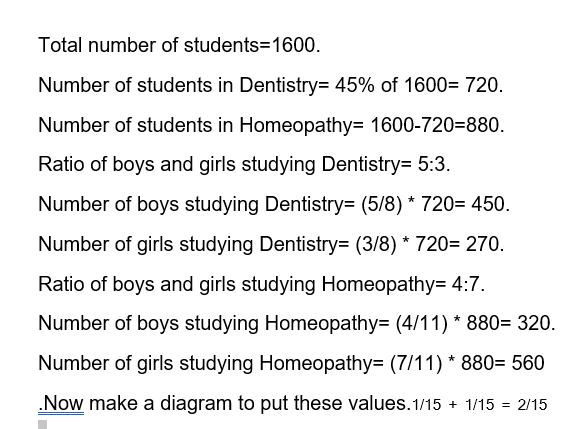 Total number of students=1600.
Number of students in Dentistry= 45% of 1600= 720.
Number of students in Homeopathy= 1600-720=880.
Ratio of boys and girls studying Dentistry= 5:3.
Number of boys studying Dentistry= (5/8) * 720= 450.
Number of girls studying Dentistry= (3/8) * 720= 270.
Ratio of boys and girls studying Homeopathy= 4:7.
Number of boys studying Homeopathy= (4/11) * 880= 320.
Number of girls studying Homeopathy= (7/11) * 880= 560
.Now make a diagram to put these values.1/15 + 1/15 = 2/15